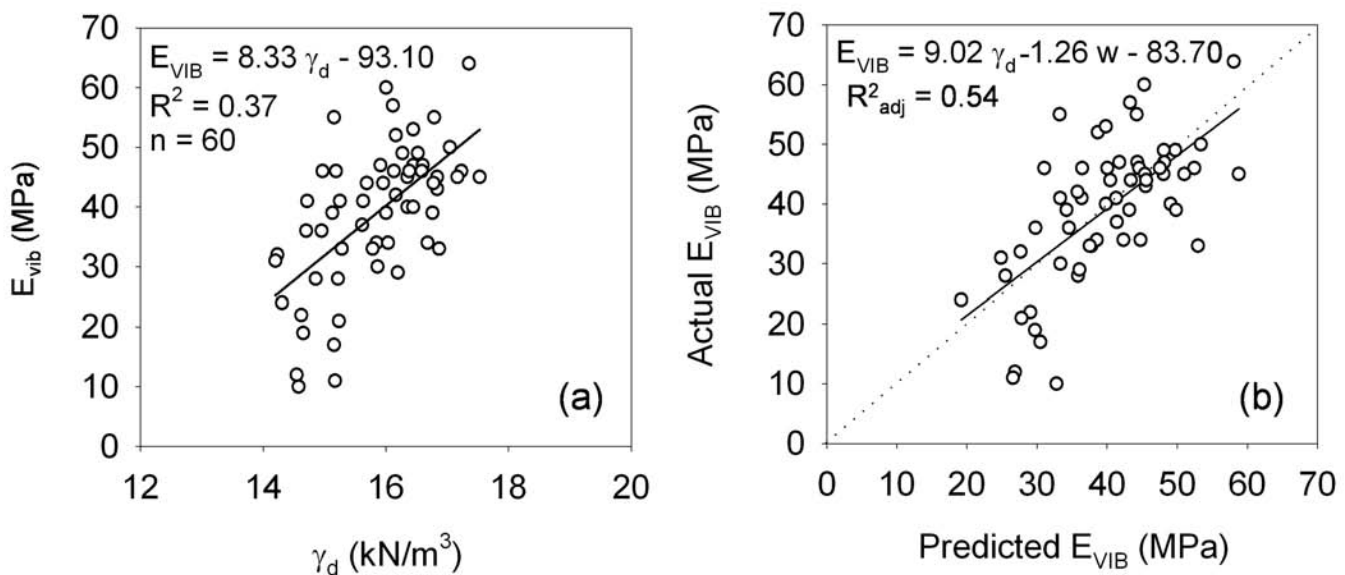 E_VIB = 8.33 γ_d - 93.10
R² = 0.37
n = 60
70
60
50
40
30
20
10
0
E_vib (MPa)
(a)
12 14 16 18 20
γ_d (kN/m³)
E_VIB = 9.02 γ_d -1.26 w - 83.70
R²_adj = 0.54
70
60
50
40
30
20
10
0
Actual E_VIB (MPa)
(b)
0 10 20 30 40 50 60 70
Predicted E_VIB (MPa)